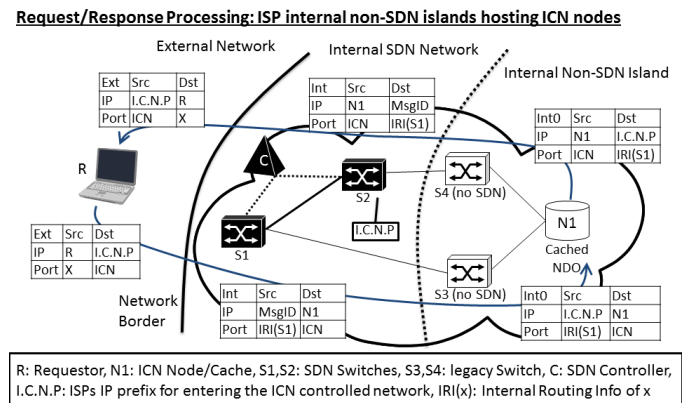 Request/Response Processing: ISP internal non-SDN islands hosting ICN nodes
External Network
Internal SDN Network
Internal Non-SDN Island
Ext Src Dst
IP I.C.N.P R
Port ICN X
Int Src Dst
IP N1 MsgID
Port ICN IRI(S1)
Int0 Src Dst
IP N1 I.C.N.P
Port ICN IRI(S1)
R
C
S2
S4 (no SDN)
I.C.N.P
S1
N1
Cached
NDO
S3 (no SDN)
Ext Src Dst
IP R I.C.N.P
Port X ICN
Network
Border
Int Src Dst
IP MsgID N1
Port IRI(S1) ICN
Int0 Src Dst
IP I.C.N.P N1
Port IRI(S1) ICN
R: Requestor, N1: ICN Node/Cache, S1,S2: SDN Switches, S3,S4: legacy Switch, C: SDN Controller,
I.C.N.P: ISPs IP prefix for entering the ICN controlled network, IRI(x): Internal Routing Info of x